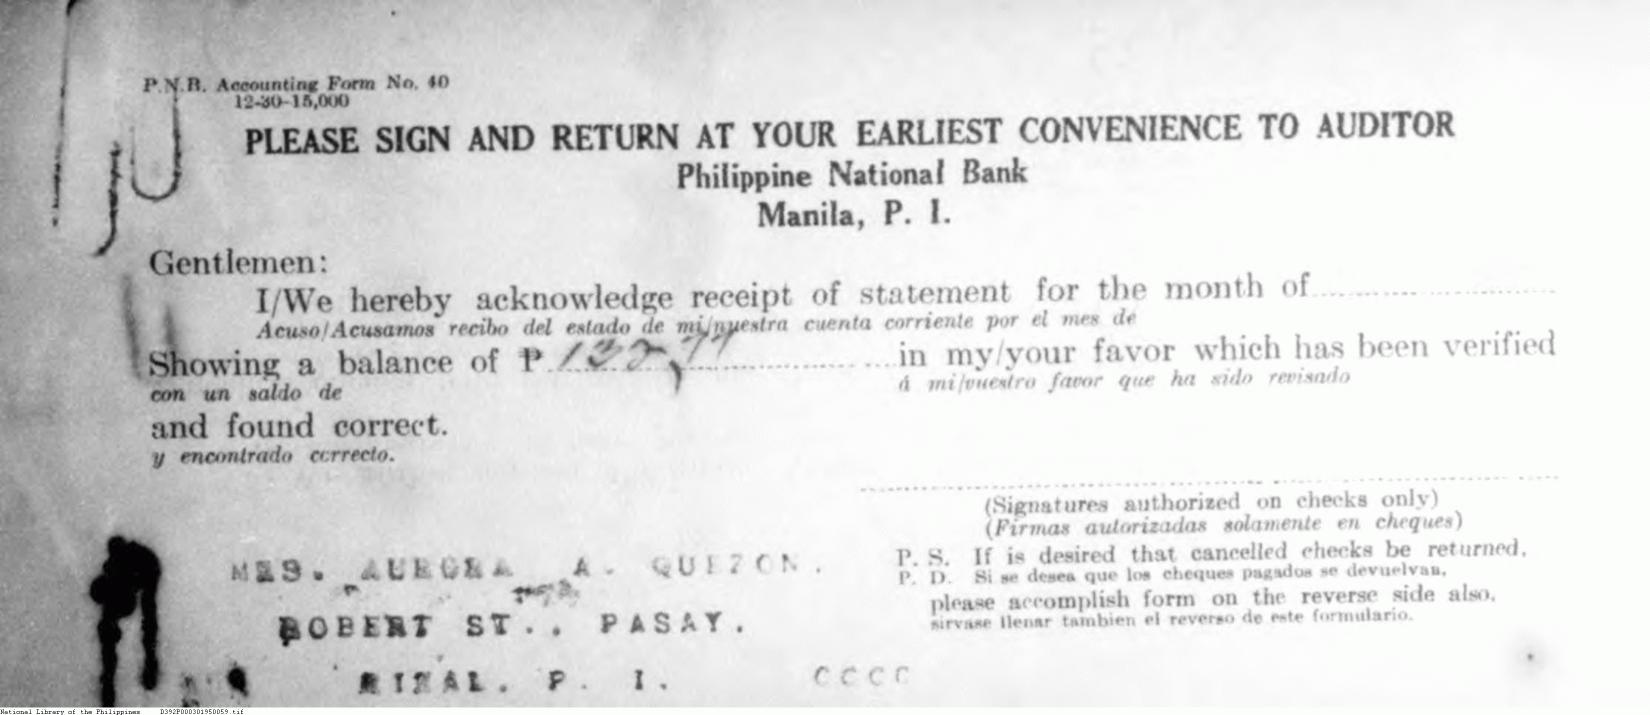 P.N.B. Accounting Form No. 40
12-30-15,000
PLEASE SIGN AND RETURN AT YOUR EARLIEST CONVENIENCE TO AUDITOR
Philippine National Bank
Manila, P. I.
Gentlemen:
I/We hereby acknowledge receipt of statement for the month of
Acuso/Acusamos recibo del estado de mi/nuestra cuenta corriente por el mes de
Showing a balance of ₱ 132,77 in my/your favor which has been verified
con un saldo de á mi/vuestro favor que ha sido revisado
and found correct.
y encontrado correcto.
(Signatures authorized on checks only)
(Firmas autorizadas solamente en cheques)
P. S. If is desired that cancelled checks be returned,
P. D. Si se desea que los cheques pagados se devuelvan,
please accomplish form on the reverse side also.
sirvase llenar tambien el reverso de este formulario.
MRS. AURORA A. QUEZON.
ROBERT ST., PASAY.
RIZAL. P. I.
CCCC
National Library of the Philippines D392P000301950059.tif